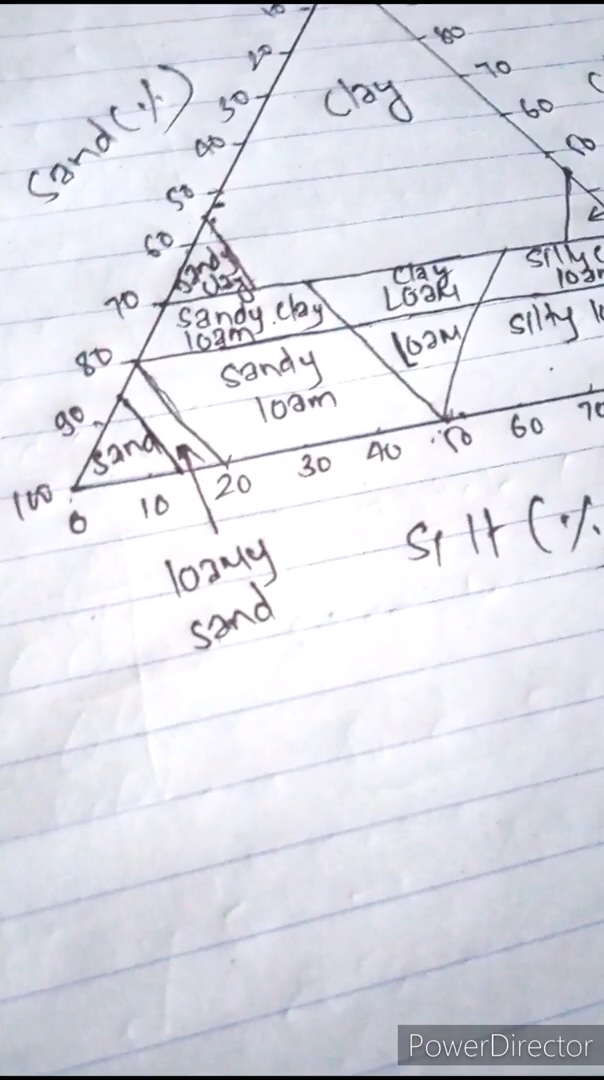 10
20
30
40
50
60
70
80
90
100
Sand (%)
80
70
60
50
Clay
Sandy
clay
Sandy clay
loam
Clay
Loam
Silty c
loam
sandy
loam
Loam
silty lo
sand
0
10
20
30
40
50
60
70
loamy
sand
Silt (%
PowerDirector